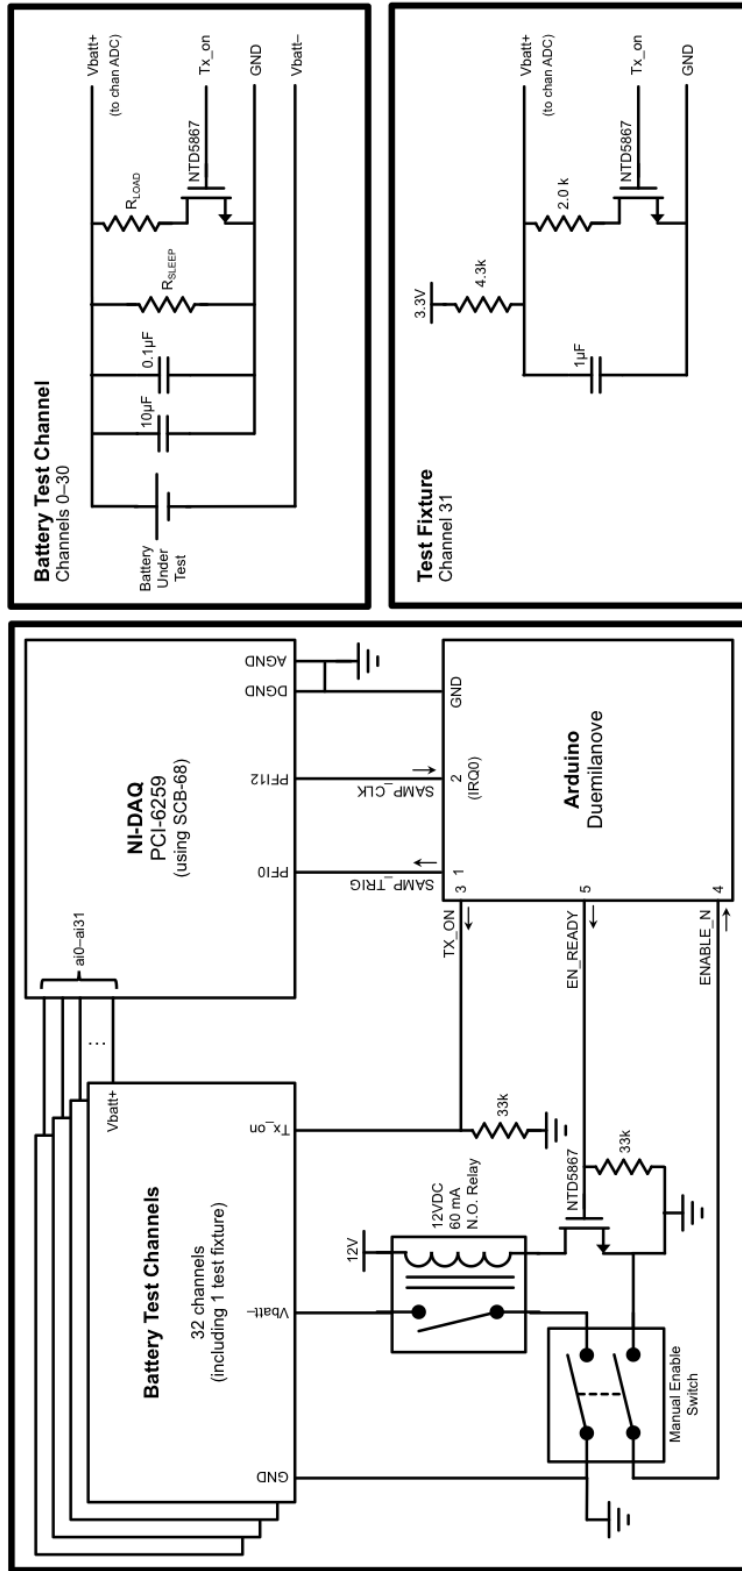 Battery Test Channel
Channels 0–30
Battery
Under
Test
10µF
0.1µF
R_SLEEP
R_LOAD
NTD5867
Vbatt+
(to chan ADC)
Tx_on
GND
Vbatt–
Test Fixture
Channel 31
3.3V
4.3k
1µF
2.0 k
NTD5867
Vbatt+
(to chan ADC)
Tx_on
GND
NI-DAQ
PCI-6259
(using SCB-68)
ai0–ai31
PFI0
PFI12
DGND
AGND
SAMP_TRIG
SAMP_CLK
Arduino
Duemilanove
1
2
(IRQ0)
GND
3
5
4
TX_ON
EN_READY
ENABLE_N
Battery Test Channels
32 channels
(including 1 test fixture)
Vbatt+
...
GND
Vbatt–
Tx_on
33k
12V
12VDC
60 mA
N.O. Relay
NTD5867
33k
Manual Enable
Switch